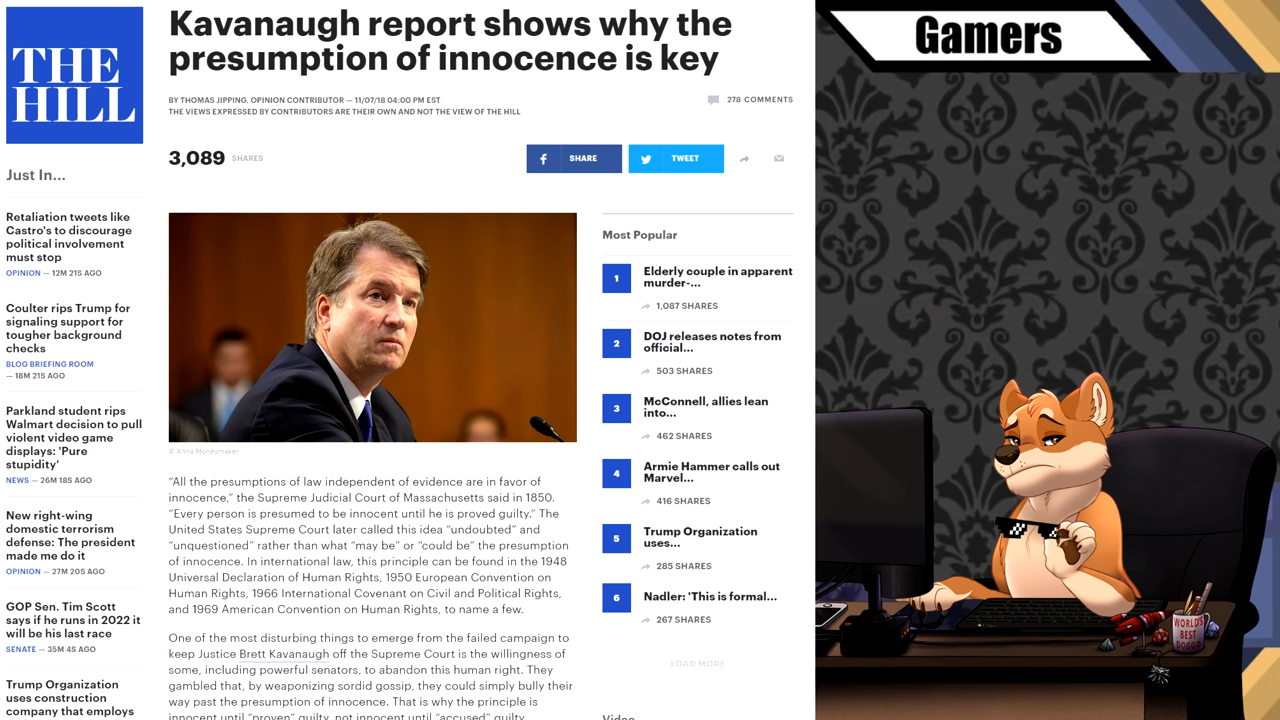 THE
HILL
Just In...
Retaliation tweets like
Castro's to discourage
political involvement
must stop
OPINION — 12M 21S AGO
Coulter rips Trump for
signaling support for
tougher background
checks
BLOG BRIEFING ROOM
— 18M 21S AGO
Parkland student rips
Walmart decision to pull
violent video game
displays: 'Pure
stupidity'
NEWS — 26M 18S AGO
New right-wing
domestic terrorism
defense: The president
made me do it
OPINION — 27M 20S AGO
GOP Sen. Tim Scott
says if he runs in 2022 it
will be his last race
SENATE — 35M 4S AGO
Trump Organization
uses construction
company that employs
Kavanaugh report shows why the
presumption of innocence is key
BY THOMAS JIPPING, OPINION CONTRIBUTOR — 11/07/18 04:00 PM EST
THE VIEWS EXPRESSED BY CONTRIBUTORS ARE THEIR OWN AND NOT THE VIEW OF THE HILL
278 COMMENTS
3,089 SHARES
SHARE
TWEET
© Anna Moneymaker
“All the presumptions of law independent of evidence are in favor of
innocence,” the Supreme Judicial Court of Massachusetts said in 1850.
“Every person is presumed to be innocent until he is proved guilty.” The
United States Supreme Court later called this idea “undoubted” and
“unquestioned” rather than what “may be” or “could be” the presumption
of innocence. In international law, this principle can be found in the 1948
Universal Declaration of Human Rights, 1950 European Convention on
Human Rights, 1966 International Covenant on Civil and Political Rights,
and 1969 American Convention on Human Rights, to name a few.
One of the most disturbing things to emerge from the failed campaign to
keep Justice Brett Kavanaugh off the Supreme Court is the willingness of
some, including powerful senators, to abandon this human right. They
gambled that, by weaponizing sordid gossip, they could simply bully their
way past the presumption of innocence. That is why the principle is
innocent until “proven” guilty, not innocent until “accused” guilty.
Most Popular
1
Elderly couple in apparent
murder-...
1,087 SHARES
2
DOJ releases notes from
official...
503 SHARES
3
McConnell, allies lean
into...
462 SHARES
4
Armie Hammer calls out
Marvel...
416 SHARES
5
Trump Organization
uses...
285 SHARES
6
Nadler: 'This is formal...
267 SHARES
LOAD MORE
Video
Gamers
WORLDS
BEST
DOGGO